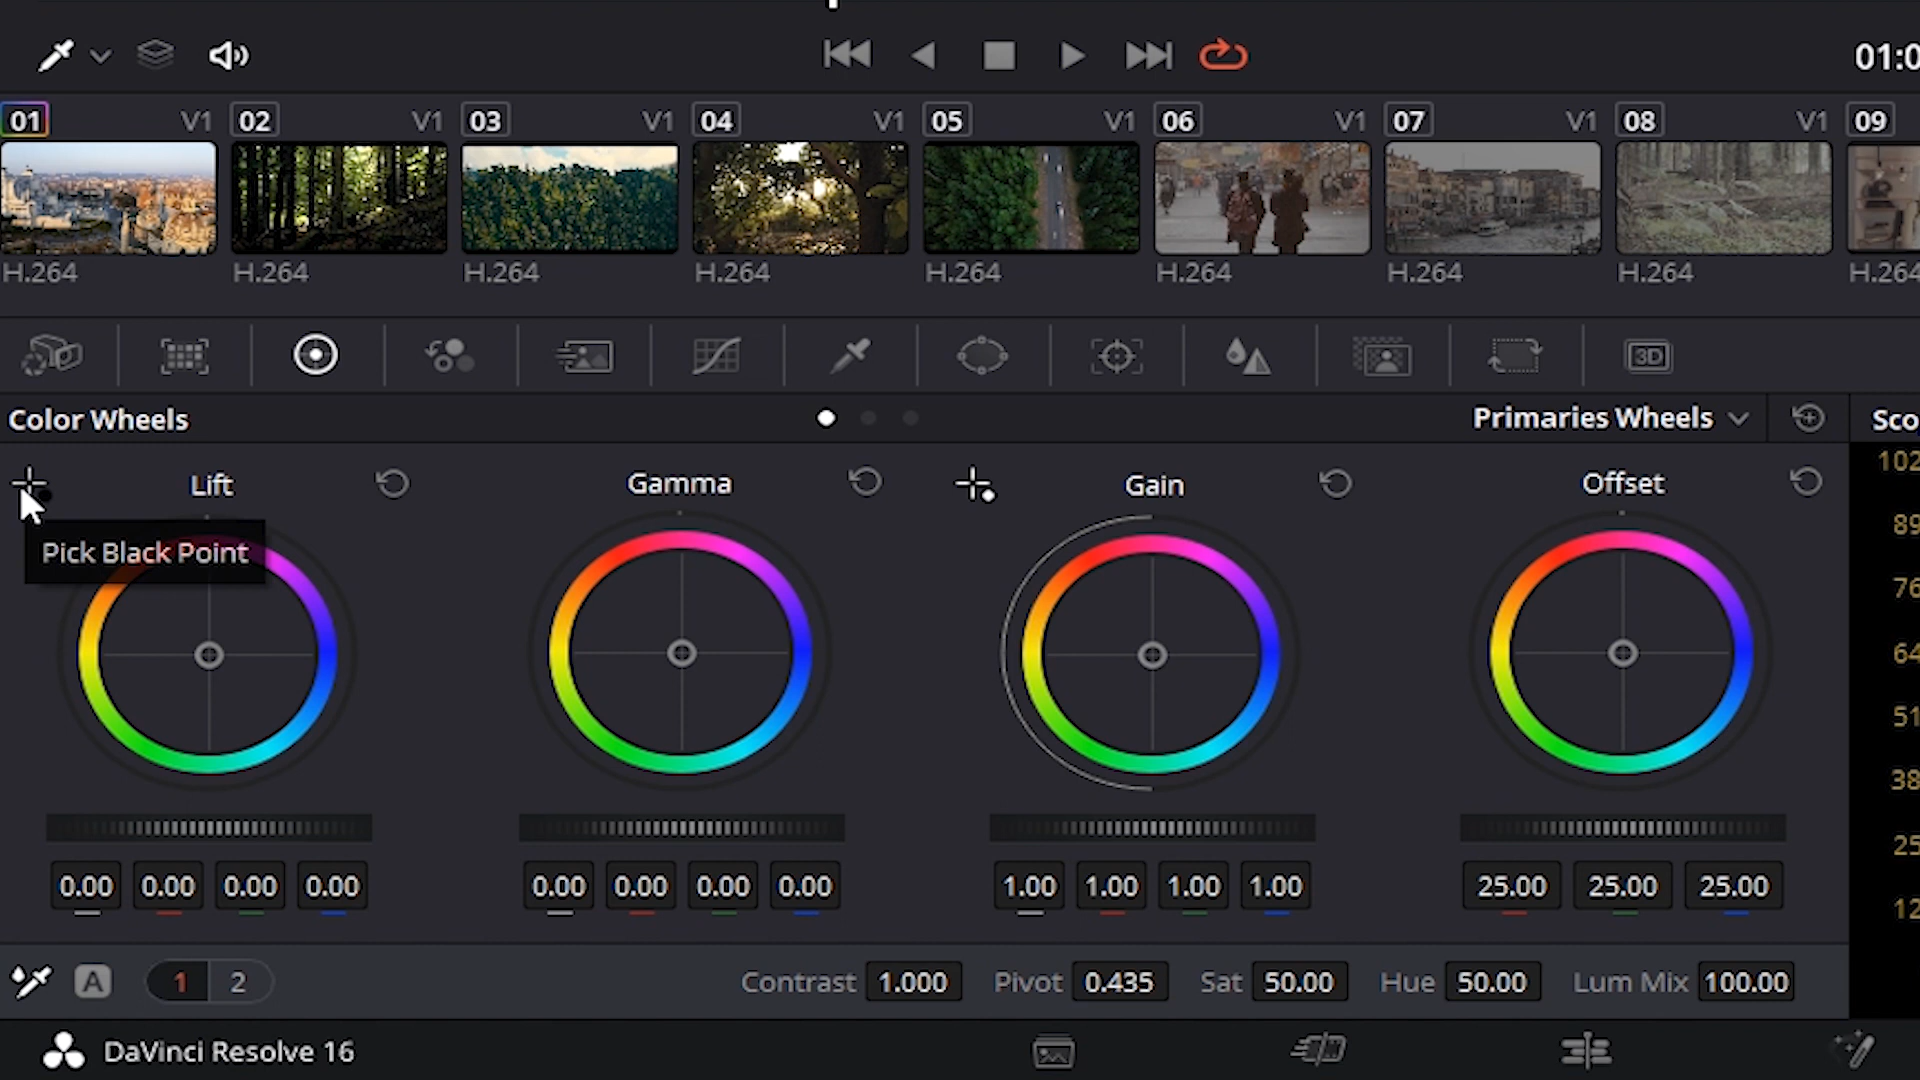 01:0
01 V1 02 V1 03 V1 04 V1 05 V1 06 V1 07 V1 08 V1 09
H.264 H.264 H.264 H.264 H.264 H.264 H.264 H.264 H.264
3D
Color Wheels Primaries Wheels Sco
Lift Gamma Gain Offset
Pick Black Point
102
89
76
64
51
38
25
12
0.00 0.00 0.00 0.00 0.00 0.00 0.00 0.00 1.00 1.00 1.00 1.00 25.00 25.00 25.00
A 1 2 Contrast 1.000 Pivot 0.435 Sat 50.00 Hue 50.00 Lum Mix 100.00
DaVinci Resolve 16